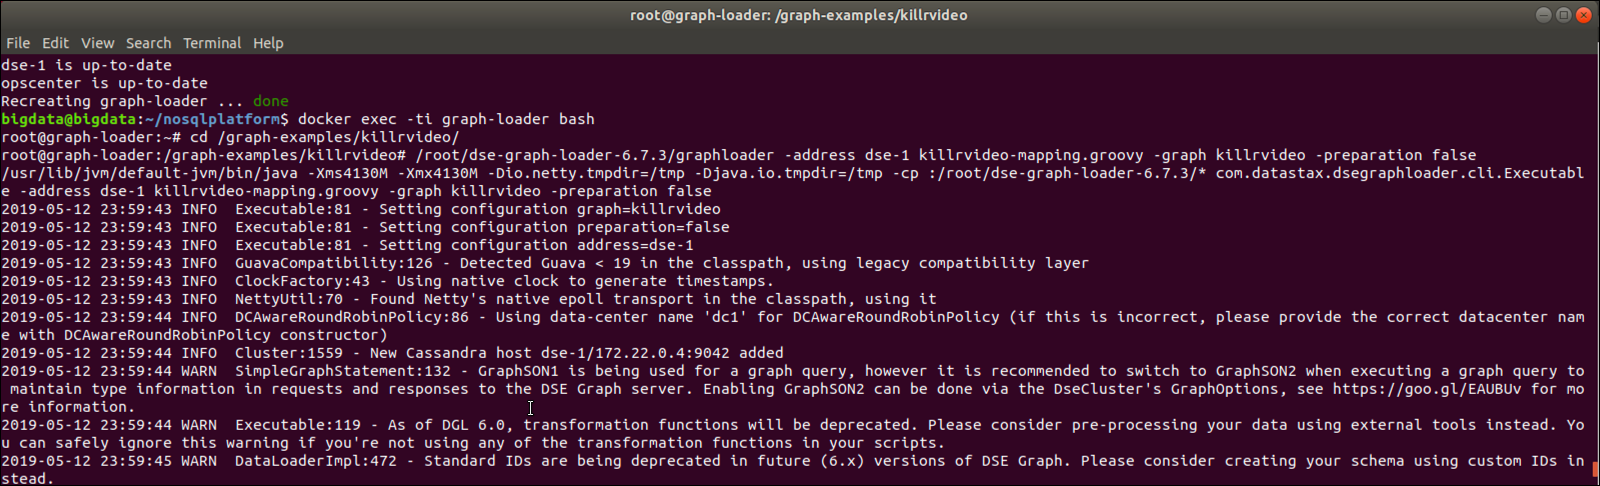 root@graph-loader: /graph-examples/killrvideo
File Edit View Search Terminal Help
dse-1 is up-to-date
opscenter is up-to-date
Recreating graph-loader ... done
bigdata@bigdata:~/nosqlplatform$ docker exec -ti graph-loader bash
root@graph-loader:~# cd /graph-examples/killrvideo/
root@graph-loader:/graph-examples/killrvideo# /root/dse-graph-loader-6.7.3/graphloader -address dse-1 killrvideo-mapping.groovy -graph killrvideo -preparation false
/usr/lib/jvm/default-jvm/bin/java -Xms4130M -Xmx4130M -Dio.netty.tmpdir=/tmp -Djava.io.tmpdir=/tmp -cp :/root/dse-graph-loader-6.7.3/* com.datastax.dsegraphloader.cli.Executabl
e -address dse-1 killrvideo-mapping.groovy -graph killrvideo -preparation false
2019-05-12 23:59:43 INFO  Executable:81 - Setting configuration graph=killrvideo
2019-05-12 23:59:43 INFO  Executable:81 - Setting configuration preparation=false
2019-05-12 23:59:43 INFO  Executable:81 - Setting configuration address=dse-1
2019-05-12 23:59:43 INFO  GuavaCompatibility:126 - Detected Guava < 19 in the classpath, using legacy compatibility layer
2019-05-12 23:59:43 INFO  ClockFactory:43 - Using native clock to generate timestamps.
2019-05-12 23:59:43 INFO  NettyUtil:70 - Found Netty's native epoll transport in the classpath, using it
2019-05-12 23:59:44 INFO  DCAwareRoundRobinPolicy:86 - Using data-center name 'dc1' for DCAwareRoundRobinPolicy (if this is incorrect, please provide the correct datacenter nam
e with DCAwareRoundRobinPolicy constructor)
2019-05-12 23:59:44 INFO  Cluster:1559 - New Cassandra host dse-1/172.22.0.4:9042 added
2019-05-12 23:59:44 WARN  SimpleGraphStatement:132 - GraphSON1 is being used for a graph query, however it is recommended to switch to GraphSON2 when executing a graph query to
 maintain type information in requests and responses to the DSE Graph server. Enabling GraphSON2 can be done via the DseCluster's GraphOptions, see https://goo.gl/EAUBUv for mo
re information.
2019-05-12 23:59:44 WARN  Executable:119 - As of DGL 6.0, transformation functions will be deprecated. Please consider pre-processing your data using external tools instead. Yo
u can safely ignore this warning if you're not using any of the transformation functions in your scripts.
2019-05-12 23:59:45 WARN  DataLoaderImpl:472 - Standard IDs are being deprecated in future (6.x) versions of DSE Graph. Please consider creating your schema using custom IDs in
stead.